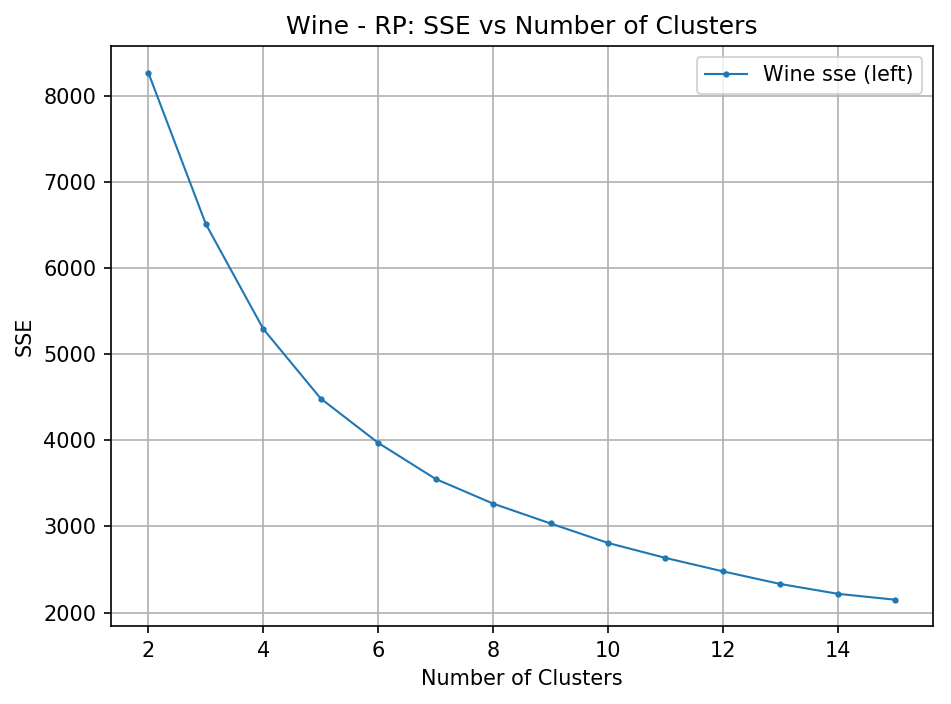 Wine - RP: SSE vs Number of Clusters
Wine sse (left)
SSE
8000
7000
6000
5000
4000
3000
2000
2 4 6 8 10 12 14
Number of Clusters